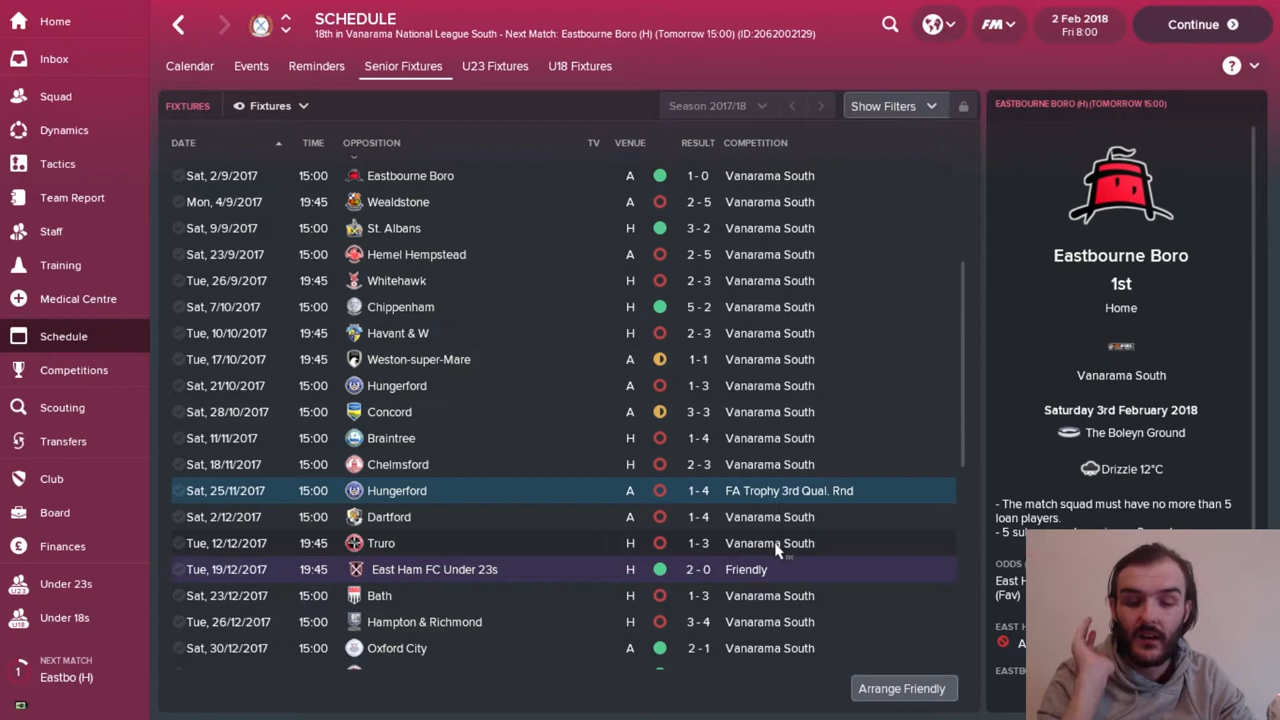 Home
SCHEDULE
18th in Vanarama National League South - Next Match: Eastbourne Boro (H) (Tomorrow 15:00) (ID:2062002129)
FM
2 Feb 2018
Fri 8:00
Continue
Inbox
Squad
Dynamics
Tactics
Team Report
Staff
Training
Medical Centre
Schedule
Competitions
Scouting
Transfers
Club
Board
Finances
U23
Under 23s
U18
Under 18s
1
NEXT MATCH
Eastbo (H)
Calendar
Events
Reminders
Senior Fixtures
U23 Fixtures
U18 Fixtures
?
FIXTURES
Fixtures
Season 2017/18
Show Filters
DATE TIME OPPOSITION TV VENUE RESULT COMPETITION
Sat, 2/9/2017 15:00 Eastbourne Boro A 1 - 0 Vanarama South
Mon, 4/9/2017 19:45 Wealdstone A 2 - 5 Vanarama South
Sat, 9/9/2017 15:00 St. Albans H 3 - 2 Vanarama South
Sat, 23/9/2017 15:00 Hemel Hempstead A 2 - 5 Vanarama South
Tue, 26/9/2017 19:45 Whitehawk H 2 - 3 Vanarama South
Sat, 7/10/2017 15:00 Chippenham H 5 - 2 Vanarama South
Tue, 10/10/2017 19:45 Havant & W H 2 - 3 Vanarama South
Tue, 17/10/2017 19:45 Weston-super-Mare A 1 - 1 Vanarama South
Sat, 21/10/2017 15:00 Hungerford A 1 - 3 Vanarama South
Sat, 28/10/2017 15:00 Concord A 3 - 3 Vanarama South
Sat, 11/11/2017 15:00 Braintree H 1 - 4 Vanarama South
Sat, 18/11/2017 15:00 Chelmsford H 2 - 3 Vanarama South
Sat, 25/11/2017 15:00 Hungerford A 1 - 4 FA Trophy 3rd Qual. Rnd
Sat, 2/12/2017 15:00 Dartford A 1 - 4 Vanarama South
Tue, 12/12/2017 19:45 Truro H 1 - 3 Vanarama South
Tue, 19/12/2017 19:45 East Ham FC Under 23s H 2 - 0 Friendly
Sat, 23/12/2017 15:00 Bath H 1 - 3 Vanarama South
Tue, 26/12/2017 15:00 Hampton & Richmond H 3 - 4 Vanarama South
Sat, 30/12/2017 15:00 Oxford City A 2 - 1 Vanarama South
Arrange Friendly
EASTBOURNE BORO (H) (TOMORROW 15:00)
Eastbourne Boro
1st
Home
Vanarama South
Saturday 3rd February 2018
The Boleyn Ground
Drizzle 12°C
- The match squad must have no more than 5
loan players.
ODDS
East H
(Fav)
EAST H
A
EASTB